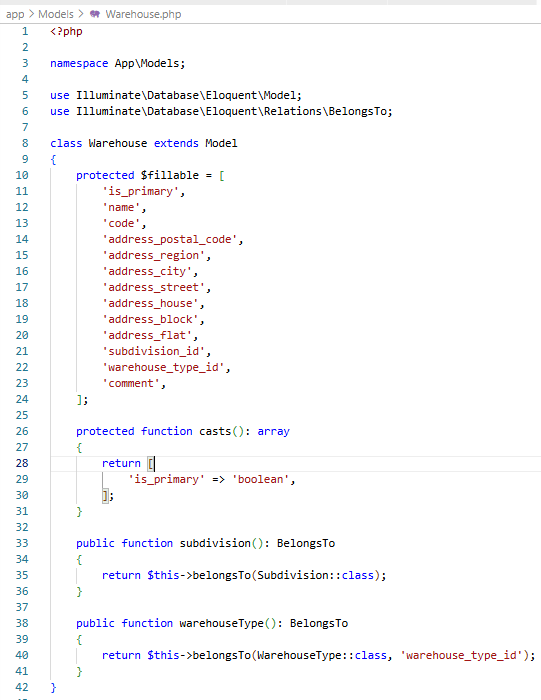 app > Models > Warehouse.php
1 <?php
2
3 namespace App\Models;
4
5 use Illuminate\Database\Eloquent\Model;
6 use Illuminate\Database\Eloquent\Relations\BelongsTo;
7
8 class Warehouse extends Model
9 {
10     protected $fillable = [
11         'is_primary',
12         'name',
13         'code',
14         'address_postal_code',
15         'address_region',
16         'address_city',
17         'address_street',
18         'address_house',
19         'address_block',
20         'address_flat',
21         'subdivision_id',
22         'warehouse_type_id',
23         'comment',
24     ];
25
26     protected function casts(): array
27     {
28         return [
29             'is_primary' => 'boolean',
30         ];
31     }
32
33     public function subdivision(): BelongsTo
34     {
35         return $this->belongsTo(Subdivision::class);
36     }
37
38     public function warehouseType(): BelongsTo
39     {
40         return $this->belongsTo(WarehouseType::class, 'warehouse_type_id');
41     }
42 }